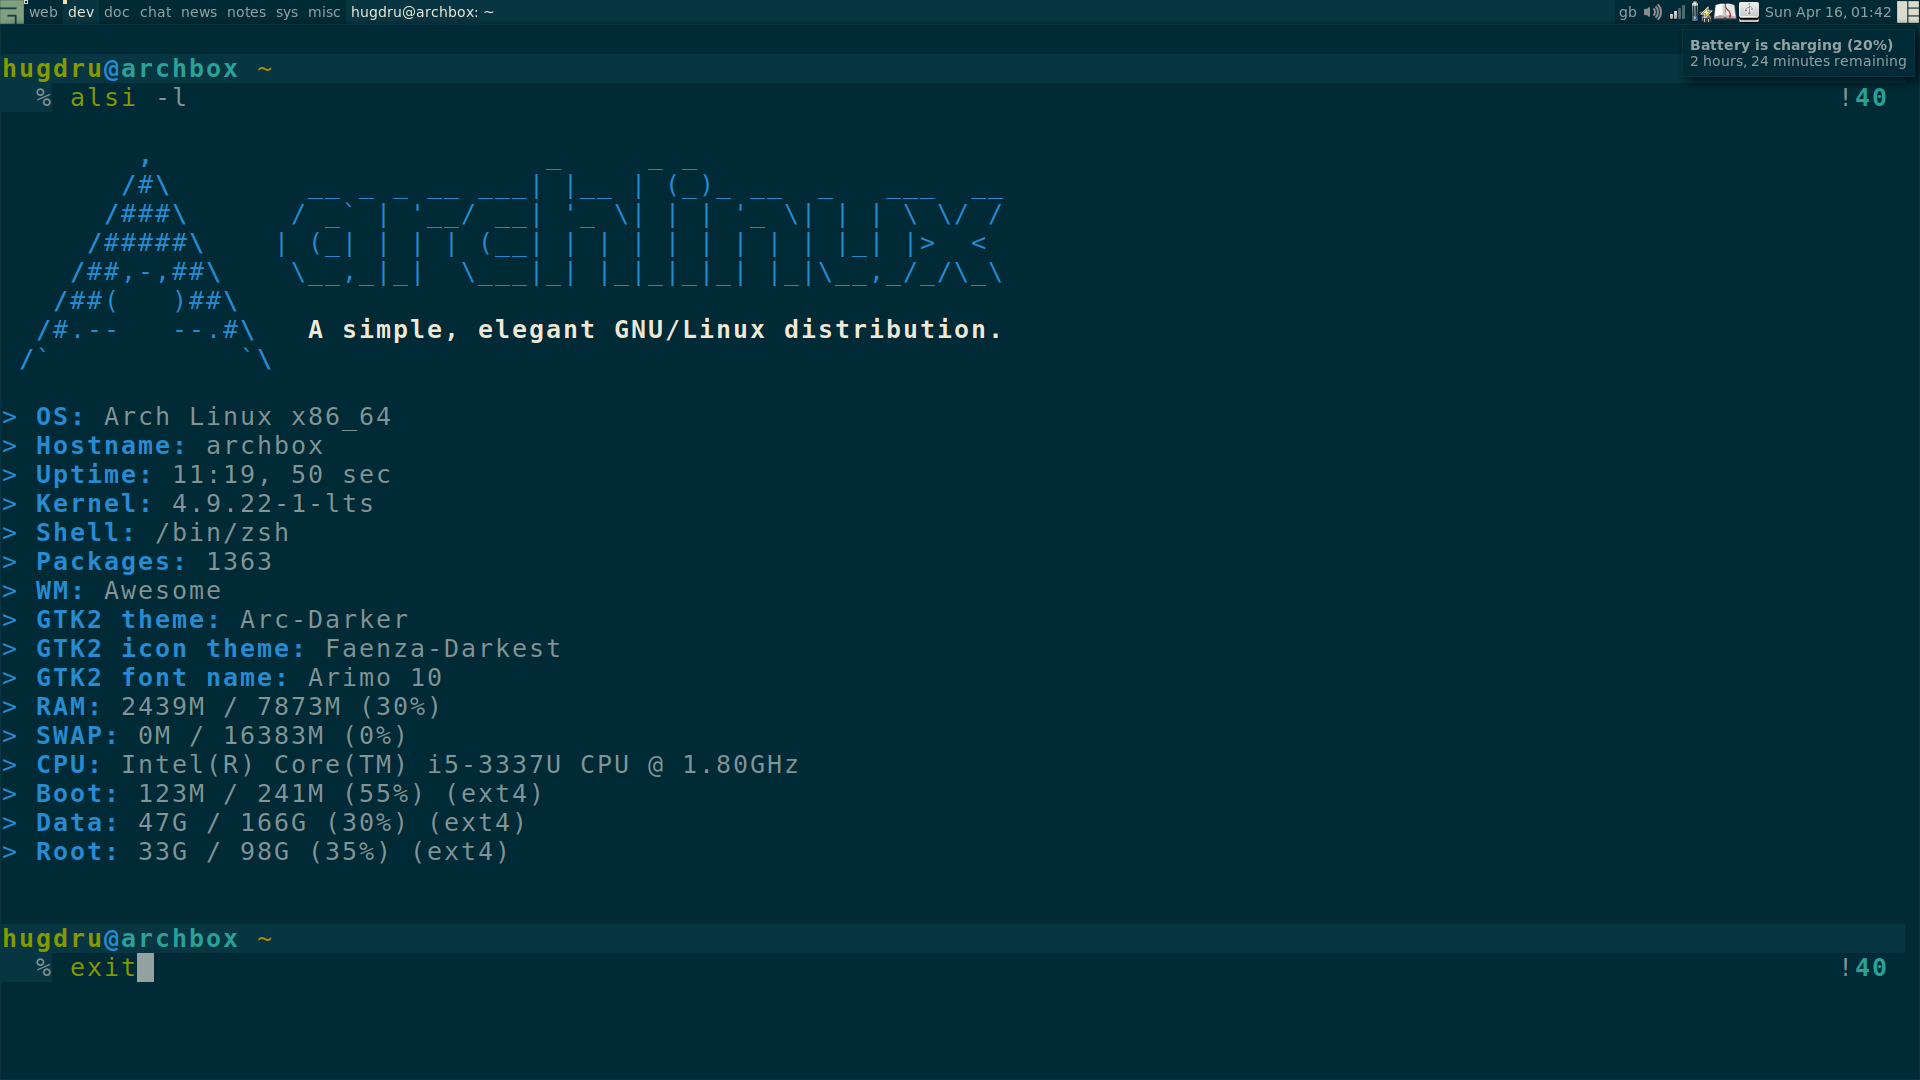 web dev doc chat news notes sys misc hugdru@archbox: ~ gb Sun Apr 16, 01:42
Battery is charging (20%)
2 hours, 24 minutes remaining
hugdru@archbox ~
% alsi -l !40
A simple, elegant GNU/Linux distribution.
> OS: Arch Linux x86_64
> Hostname: archbox
> Uptime: 11:19, 50 sec
> Kernel: 4.9.22-1-lts
> Shell: /bin/zsh
> Packages: 1363
> WM: Awesome
> GTK2 theme: Arc-Darker
> GTK2 icon theme: Faenza-Darkest
> GTK2 font name: Arimo 10
> RAM: 2439M / 7873M (30%)
> SWAP: 0M / 16383M (0%)
> CPU: Intel(R) Core(TM) i5-3337U CPU @ 1.80GHz
> Boot: 123M / 241M (55%) (ext4)
> Data: 47G / 166G (30%) (ext4)
> Root: 33G / 98G (35%) (ext4)
hugdru@archbox ~
% exit !40